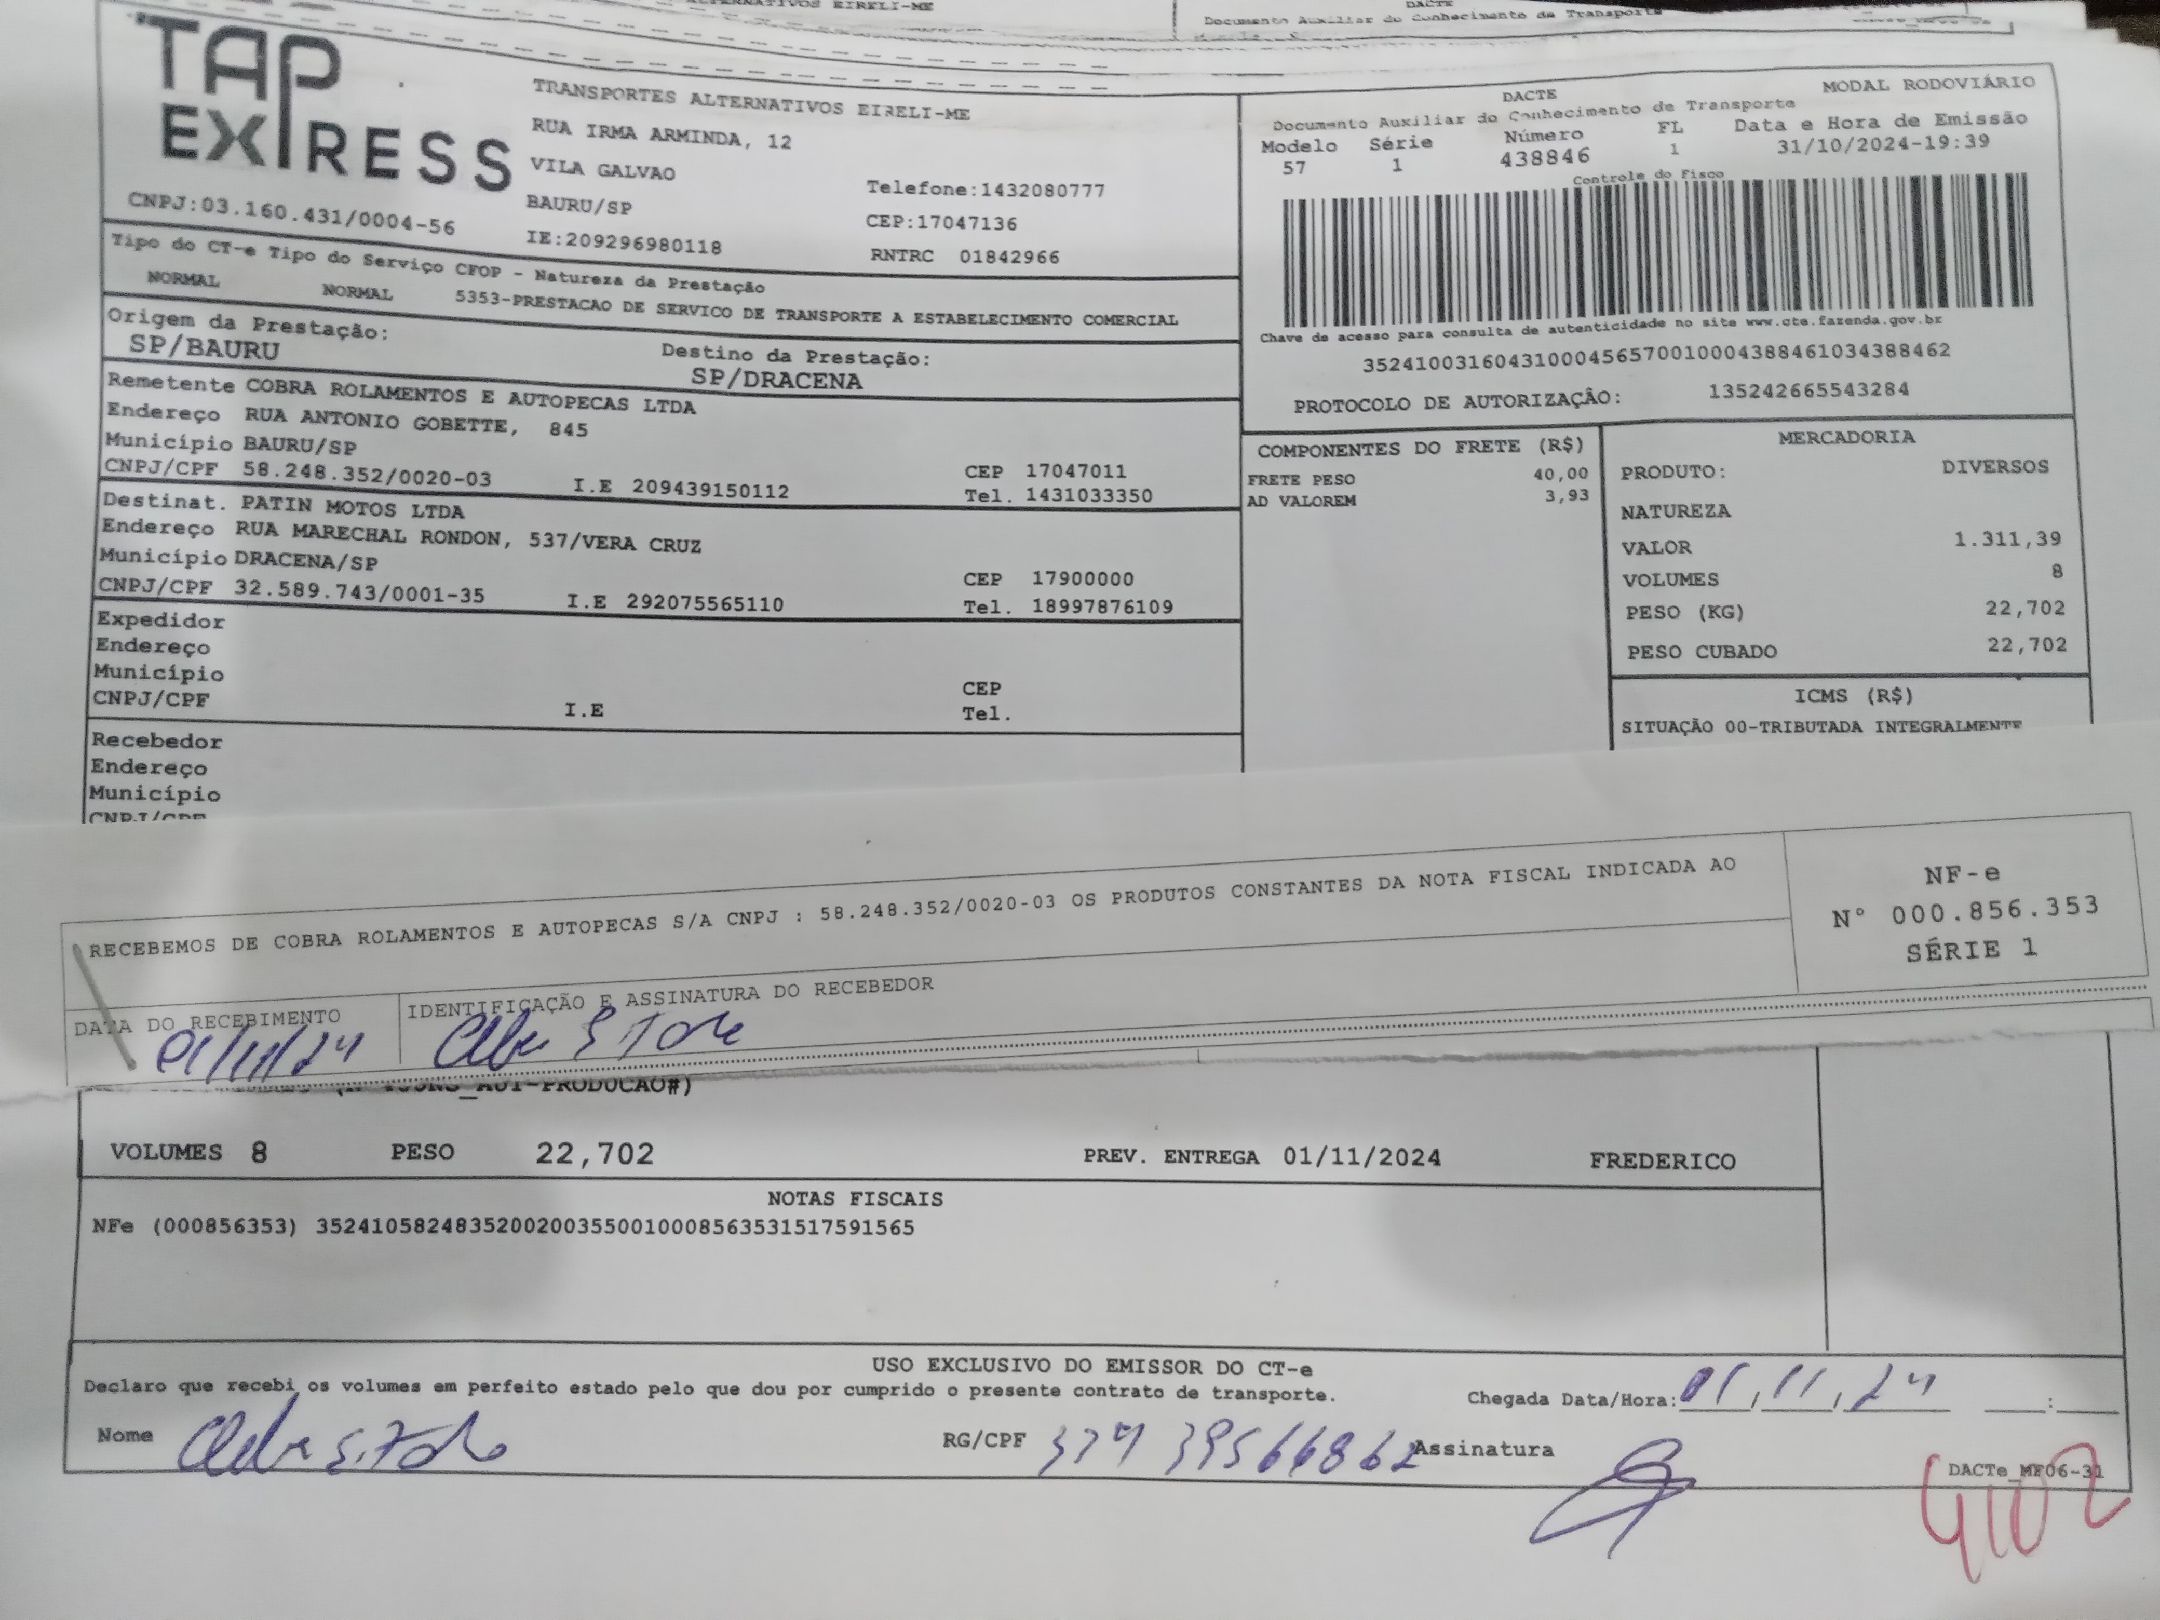 ALTERNATIVOS EIRELI-ME
DACTE
Documento Auxiliar do Conhecimento de Transporte
TAP EXPRESS
TRANSPORTES ALTERNATIVOS EIRELI-ME
RUA IRMA ARMINDA, 12
VILA GALVAO
BAURU/SP
Telefone:1432080777
CEP:17047136
CNPJ:03.160.431/0004-56
IE:209296980118
RNTRC 01842966
DACTE
MODAL RODOVIÁRIO
Documento Auxiliar do Conhecimento de Transporte
Modelo Série Número FL Data e Hora de Emissão
57 1 438846 1 31/10/2024-19:39
Controle do Fisco
Chave de acesso para consulta de autenticidade no site www.cte.fazenda.gov.br
35241003160431000456570010004388461034388462
PROTOCOLO DE AUTORIZAÇÃO: 135242665543284
Tipo do CT-e Tipo do Serviço CFOP - Natureza da Prestação
NORMAL NORMAL 5353-PRESTACAO DE SERVICO DE TRANSPORTE A ESTABELECIMENTO COMERCIAL
Origem da Prestação:
SP/BAURU
Destino da Prestação:
SP/DRACENA
Remetente COBRA ROLAMENTOS E AUTOPECAS LTDA
Endereço RUA ANTONIO GOBETTE, 845
Município BAURU/SP
CEP 17047011
CNPJ/CPF 58.248.352/0020-03 I.E 209439150112 Tel. 1431033350
Destinat. PATIN MOTOS LTDA
Endereço RUA MARECHAL RONDON, 537/VERA CRUZ
Município DRACENA/SP
CEP 17900000
CNPJ/CPF 32.589.743/0001-35 I.E 292075565110 Tel. 18997876109
Expedidor
Endereço
Município
CEP
CNPJ/CPF I.E Tel.
Recebedor
Endereço
Município
CNPJ/CPF
COMPONENTES DO FRETE (R$)
FRETE PESO 40,00
AD VALOREM 3,93
MERCADORIA
PRODUTO: DIVERSOS
NATUREZA
VALOR 1.311,39
VOLUMES 8
PESO (KG) 22,702
PESO CUBADO 22,702
ICMS (R$)
SITUAÇÃO 00-TRIBUTADA INTEGRALMENTE
RECEBEMOS DE COBRA ROLAMENTOS E AUTOPECAS S/A CNPJ : 58.248.352/0020-03 OS PRODUTOS CONSTANTES DA NOTA FISCAL INDICADA AO
NF-e
N° 000.856.353
SÉRIE 1
DATA DO RECEBIMENTO
01/11/24
IDENTIFICAÇÃO E ASSINATURA DO RECEBEDOR
VOLUMES 8 PESO 22,702 PREV. ENTREGA 01/11/2024 FREDERICO
NOTAS FISCAIS
NFe (000856353) 35241058248352002003550010008563531517591565
USO EXCLUSIVO DO EMISSOR DO CT-e
Declaro que recebi os volumes em perfeito estado pelo que dou por cumprido o presente contrato de transporte.
Chegada Data/Hora: 01/11/24 :
Nome
RG/CPF 374 39566862 Assinatura
DACTe_MF06-31
4102